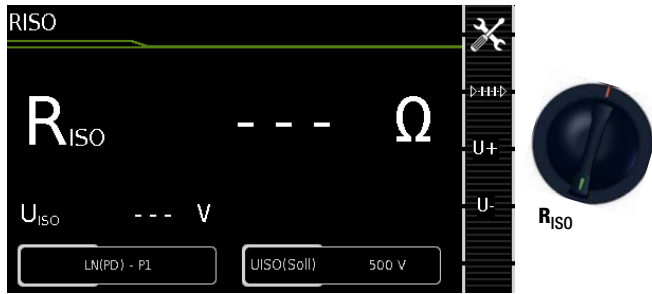 RISO
RISO --- Ω
UISO --- V
LN(PD) - P1
UISO(Soll) 500 V
U+
U-
RISO